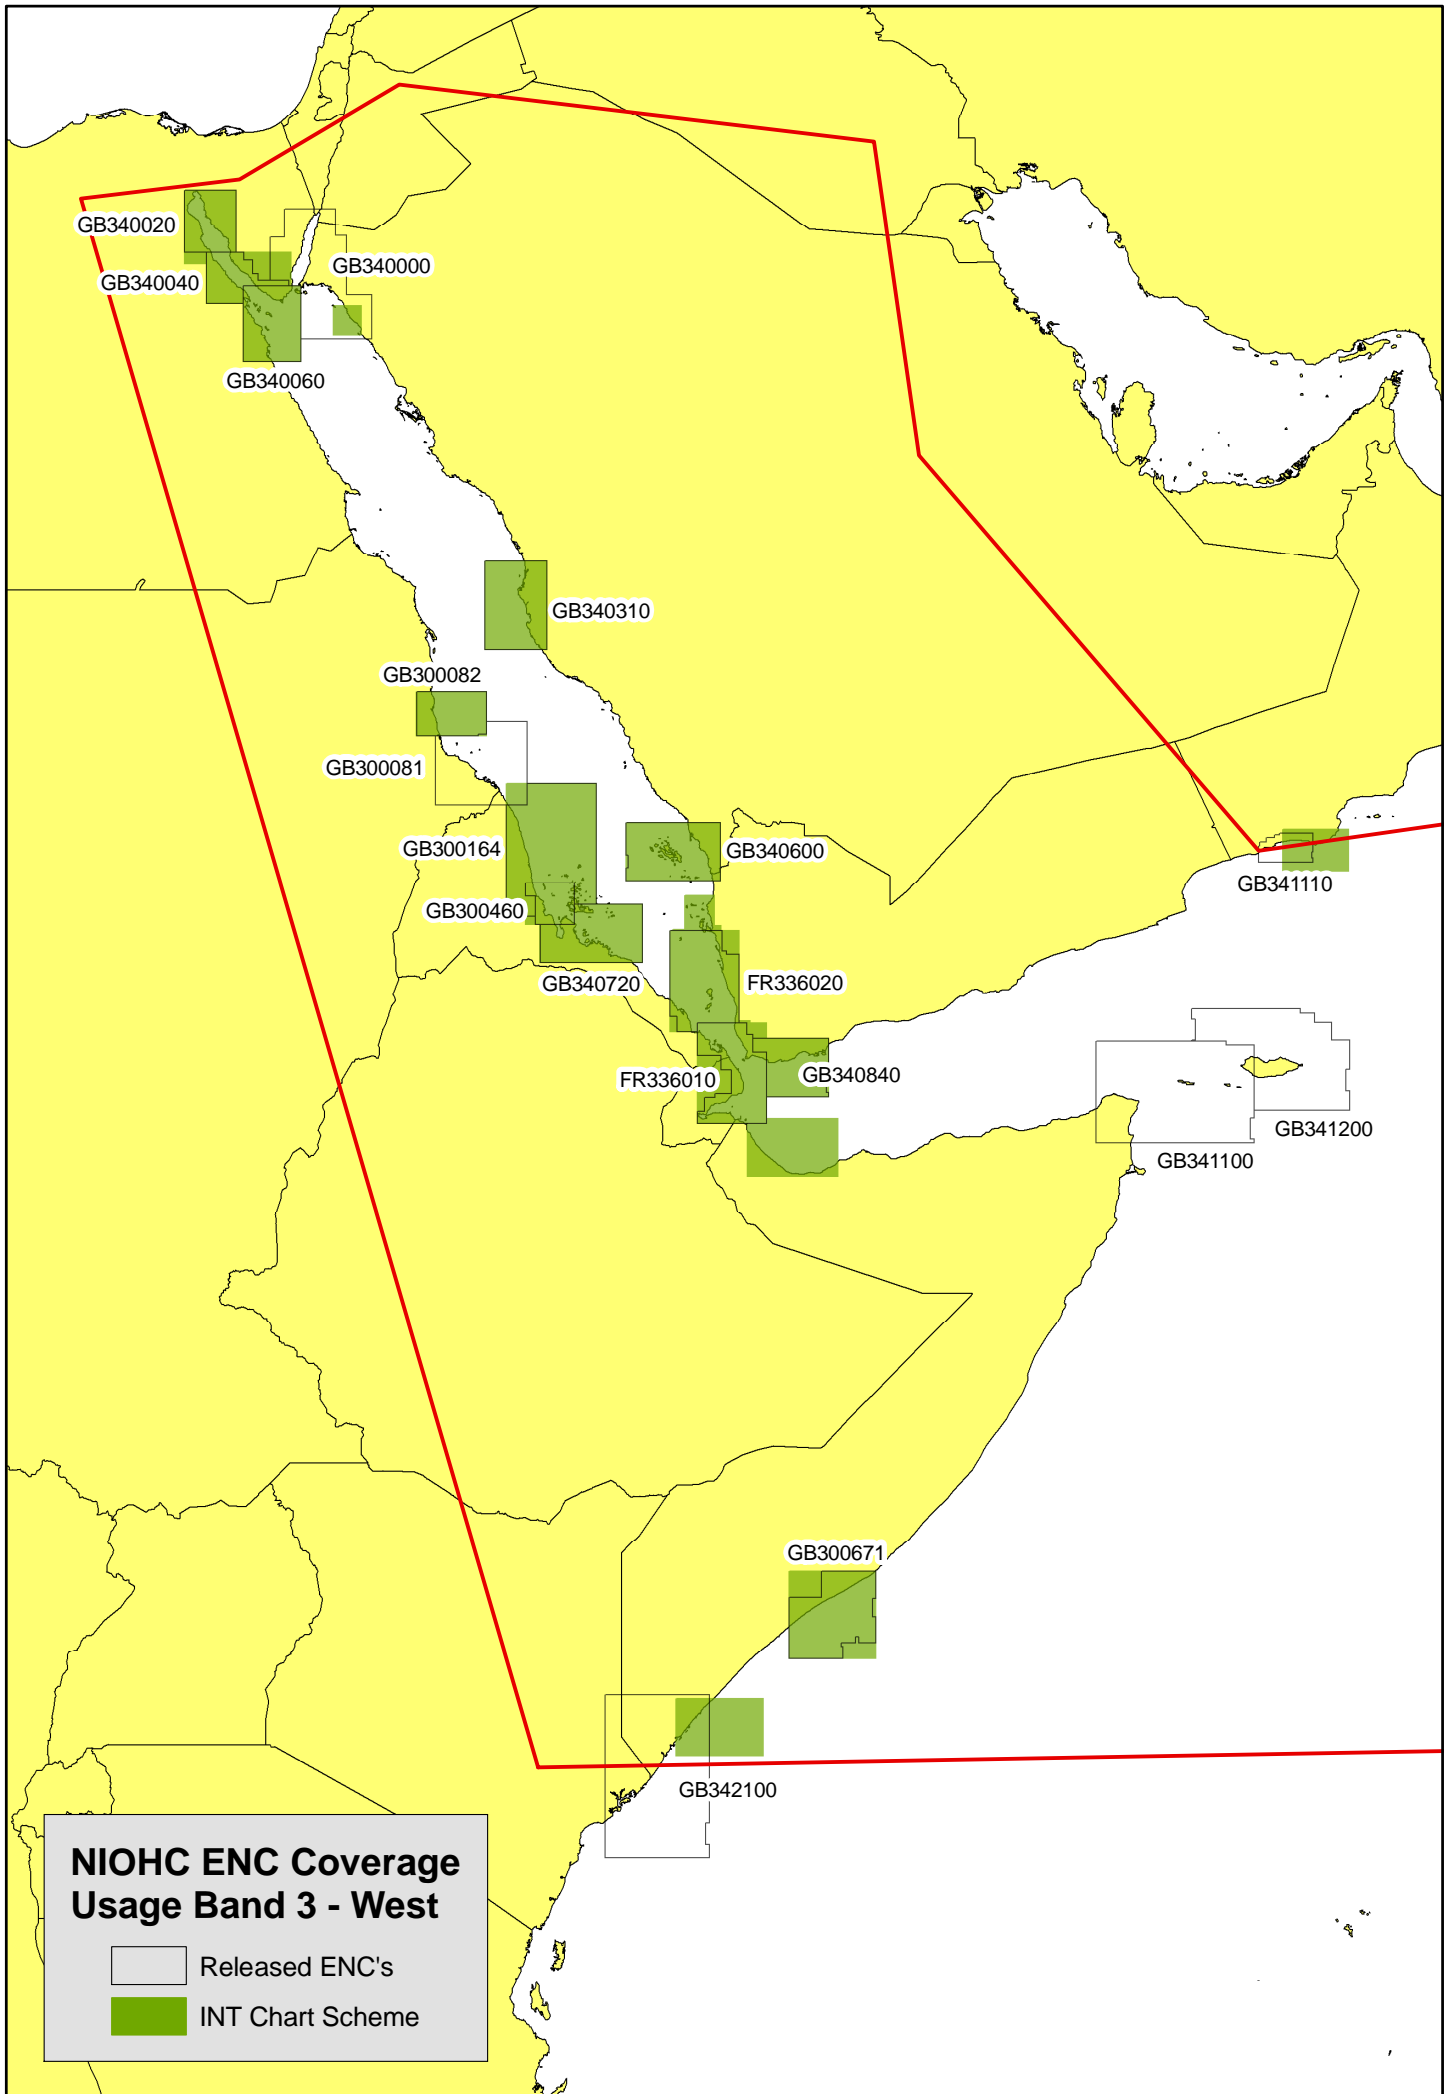 GB340020
GB340000
GB340040
GB340060
GB340310
GB300082
GB300081
GB300164
GB340600
GB341110
GB300460
GB340720
FR336020
FR336010
GB340840
GB341200
GB341100
GB300671
GB342100
NIOHC ENC Coverage
Usage Band 3 - West
Released ENC's
INT Chart Scheme